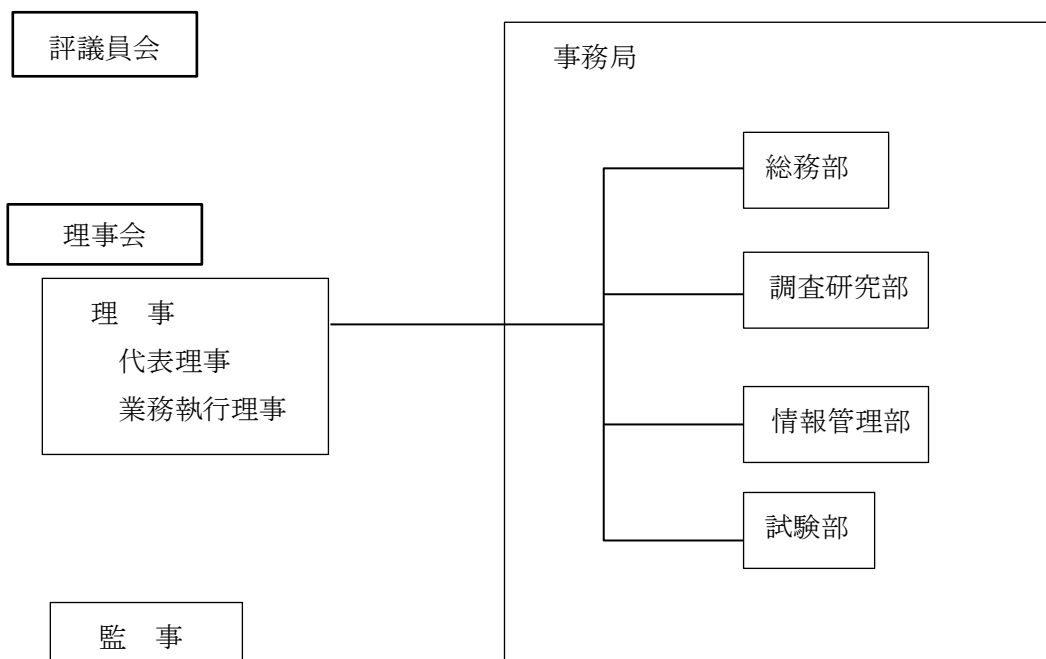 評議員会
事務局
総務部
理事会
調査研究部
理　事
代表理事
業務執行理事
情報管理部
試験部
監　事